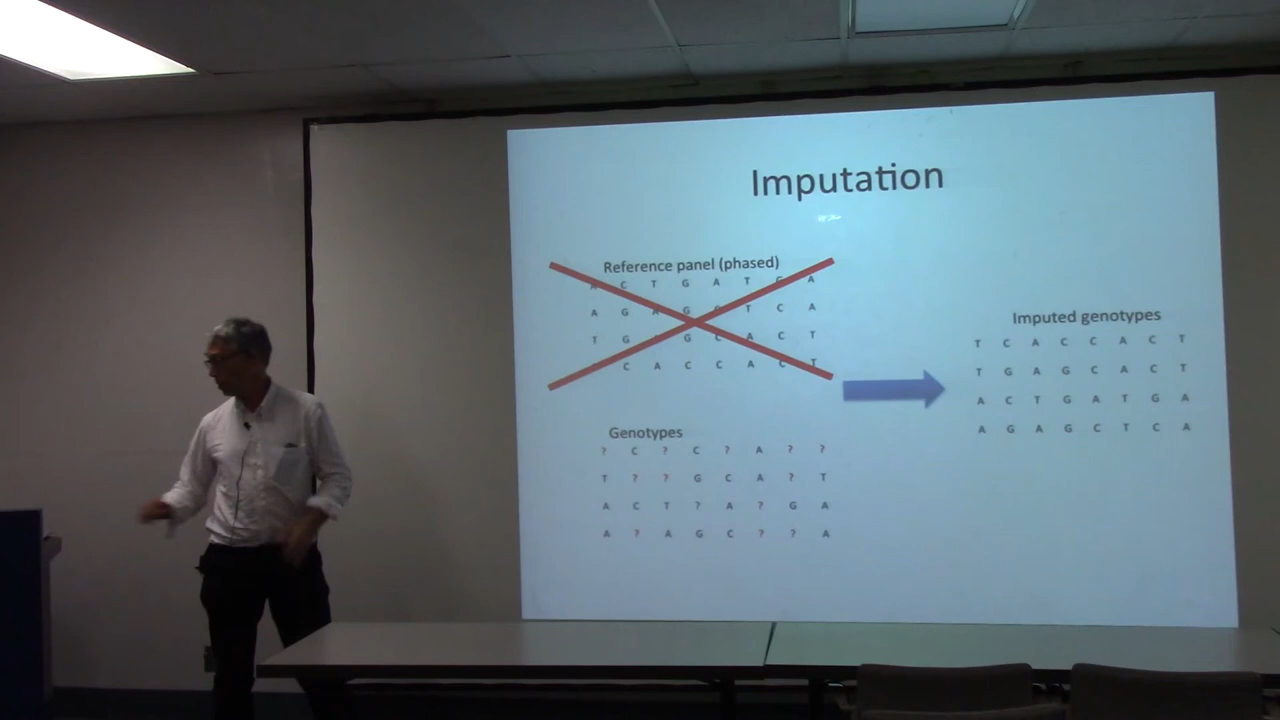 Imputation
Reference panel (phased)
A C T G A T G A
A G A G C T C A
T G G C A C T
C A C C A C T
Genotypes
? C ? C ? A ? ?
T ? ? G C A ? T
A C T ? A ? G A
A ? A G C ? ? A
Imputed genotypes
T C A C C A C T
T G A G C A C T
A C T G A T G A
A G A G C T C A